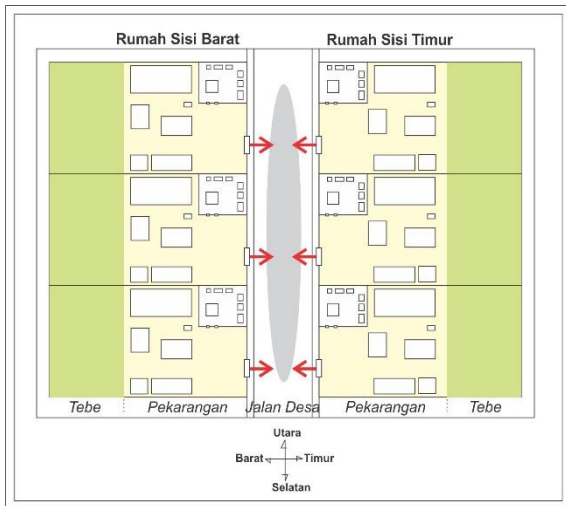 Rumah Sisi Barat
Rumah Sisi Timur
Tebe
Pekarangan
Jalan Desa
Pekarangan
Tebe
Utara
Barat
Timur
Selatan